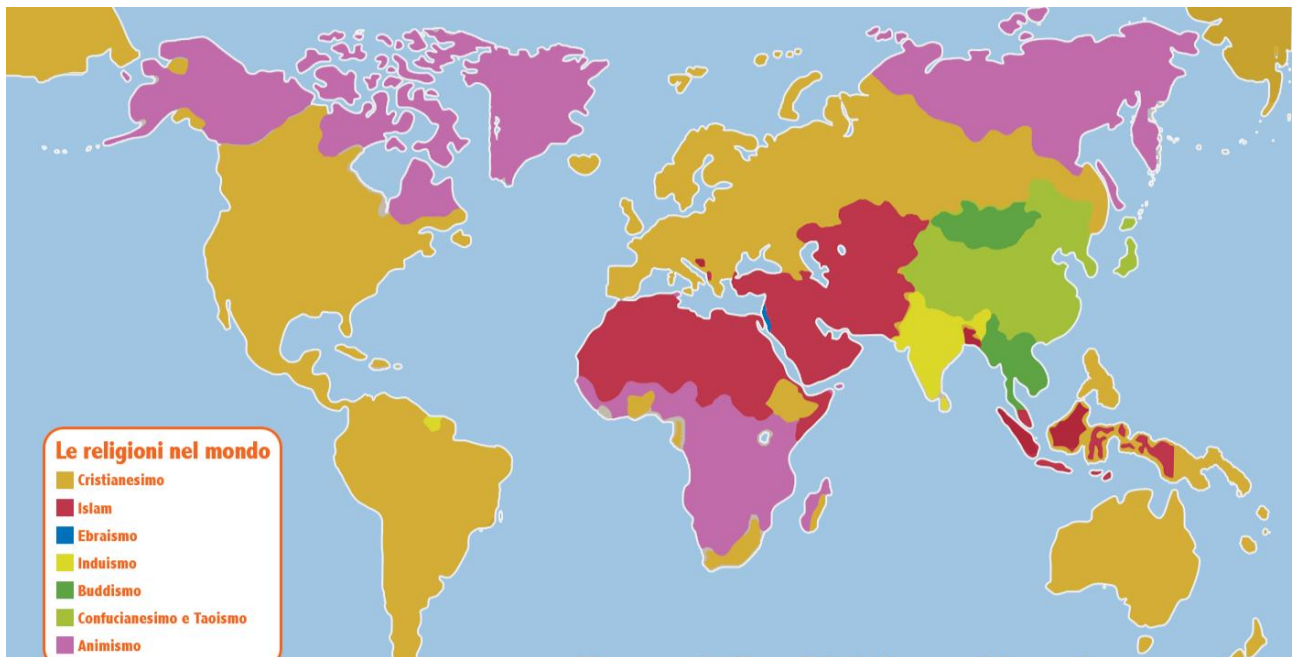 Le religioni nel mondo
Cristianesimo
Islam
Ebraismo
Induismo
Buddismo
Confucianesimo e Taoismo
Animismo